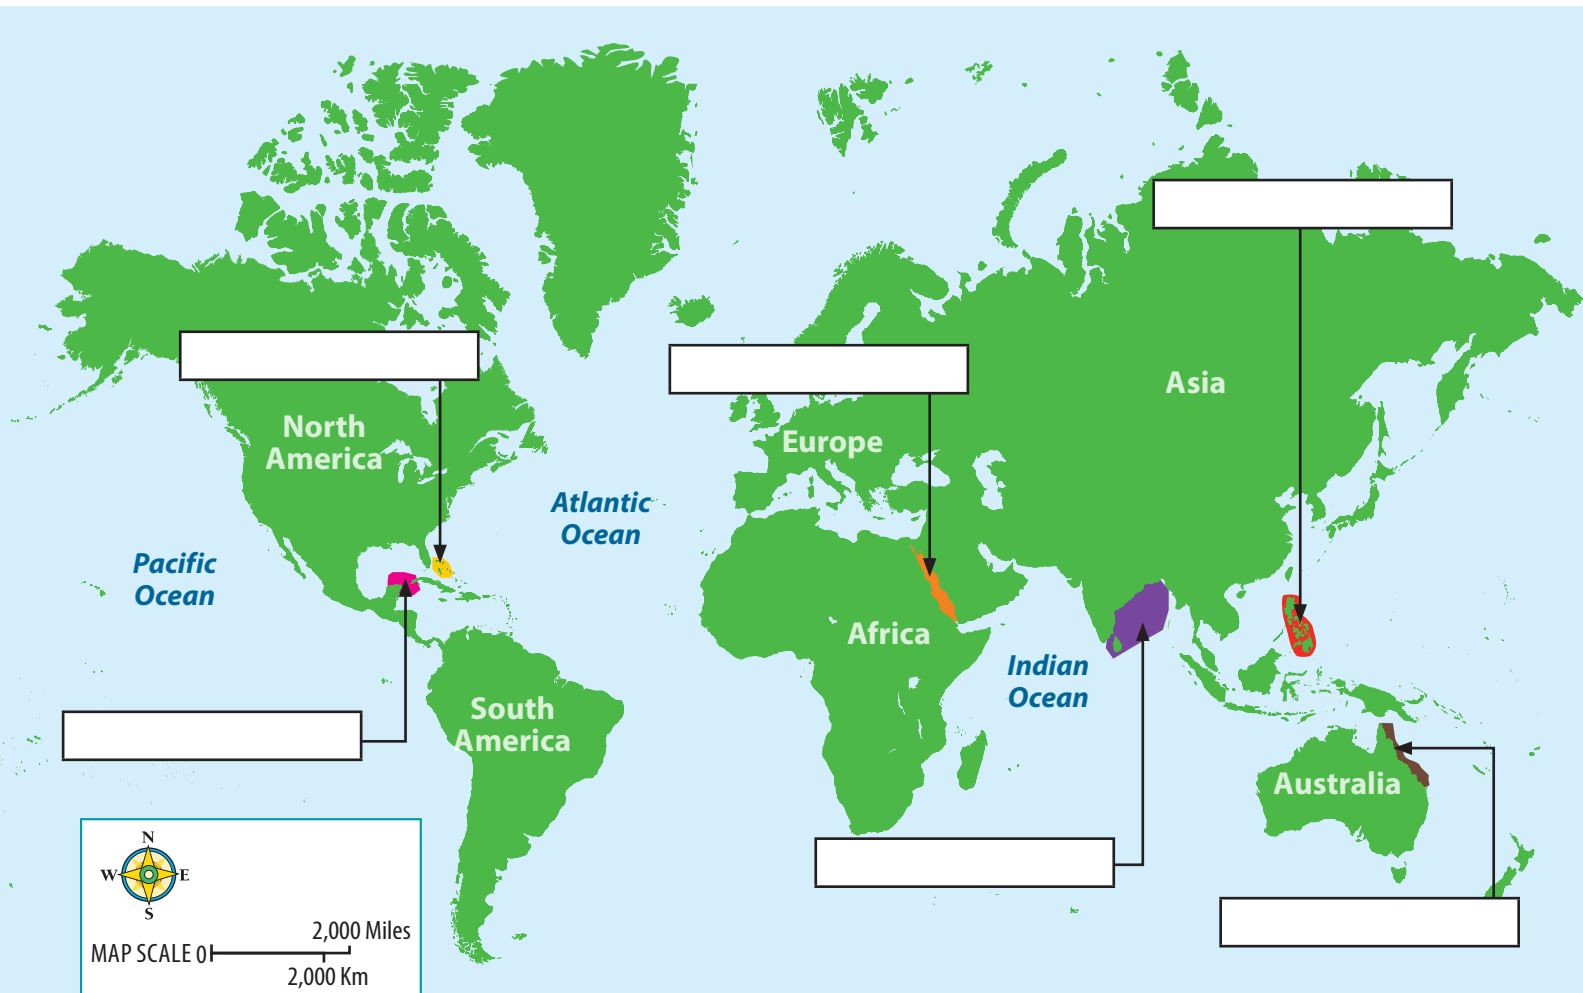 Asia
North
America
Europe
Atlantic
Ocean
Pacific
Ocean
Africa
Indian
Ocean
South
America
Australia
N
W
E
S
2,000 Miles
MAP SCALE 0
2,000 Km